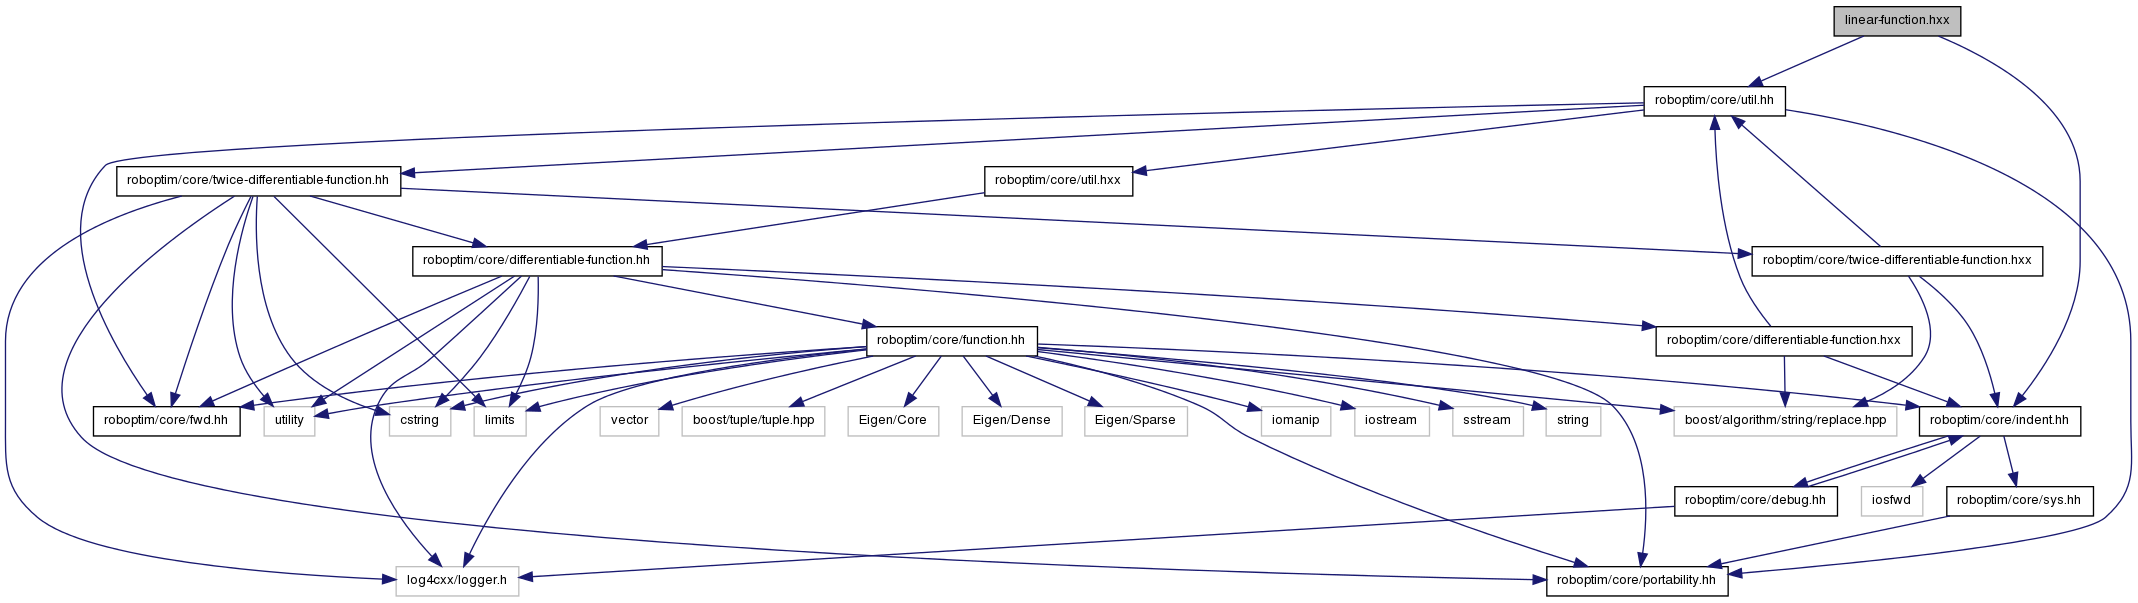 linear-function.hxx
roboptim/core/util.hh
roboptim/core/twice-differentiable-function.hh
roboptim/core/util.hxx
roboptim/core/differentiable-function.hh
roboptim/core/twice-differentiable-function.hxx
roboptim/core/function.hh
roboptim/core/differentiable-function.hxx
roboptim/core/fwd.hh
utility
cstring
limits
vector
boost/tuple/tuple.hpp
Eigen/Core
Eigen/Dense
Eigen/Sparse
iomanip
iostream
sstream
string
boost/algorithm/string/replace.hpp
roboptim/core/indent.hh
roboptim/core/debug.hh
iosfwd
roboptim/core/sys.hh
log4cxx/logger.h
roboptim/core/portability.hh